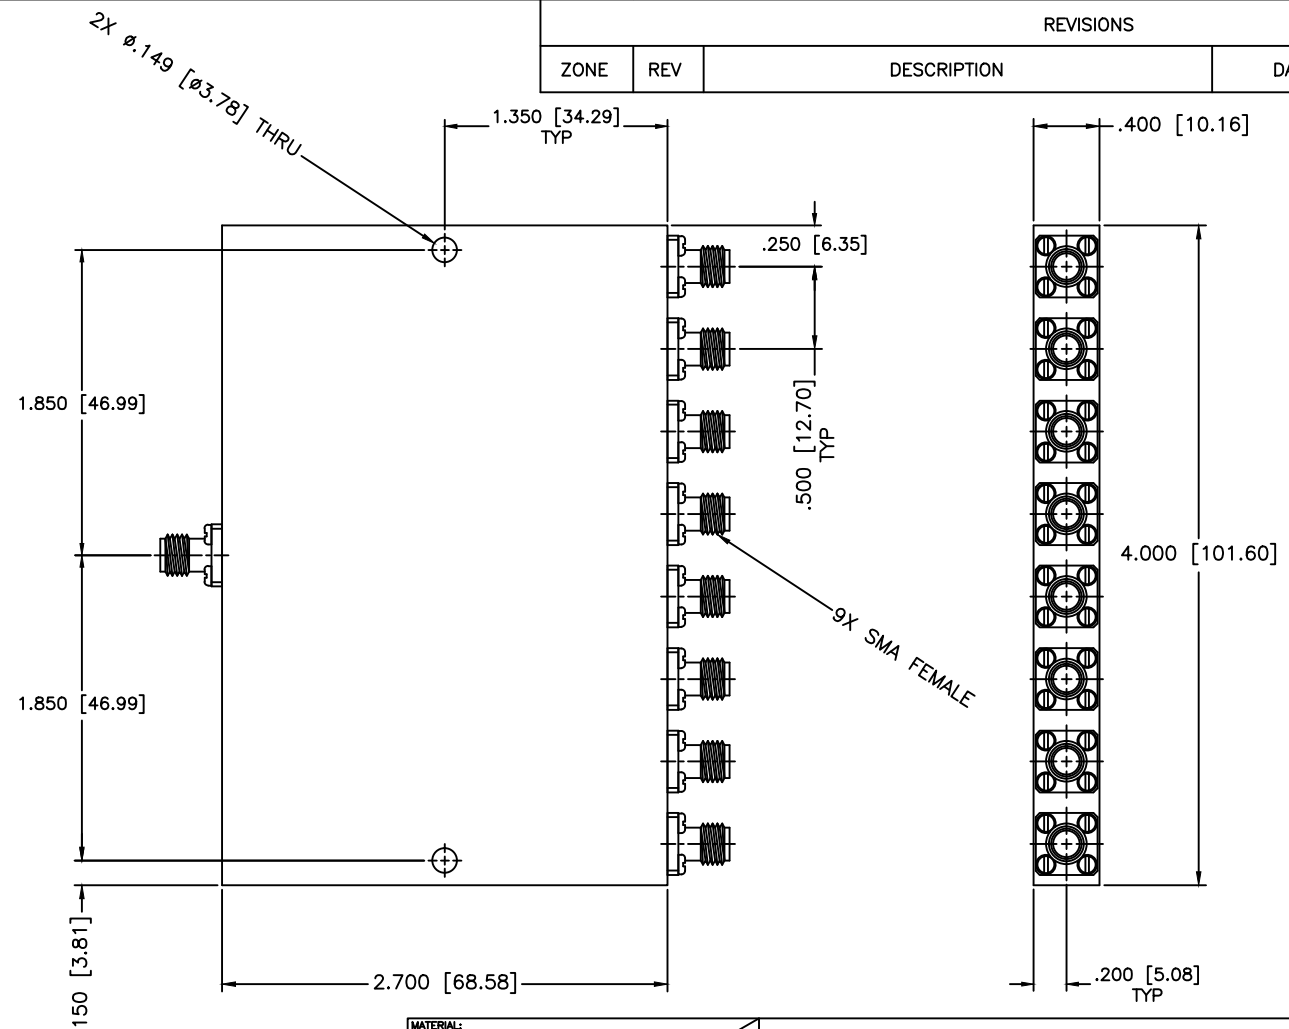 REVISIONS
ZONE REV DESCRIPTION
2X ø.149 [ø3.78] THRU
1.350 [34.29]
TYP
.400 [10.16]
.250 [6.35]
1.850 [46.99]
.500 [12.70]
TYP
4.000 [101.60]
9X SMA FEMALE
1.850 [46.99]
150 [3.81]
2.700 [68.58]
.200 [5.08]
TYP
MATERIAL: